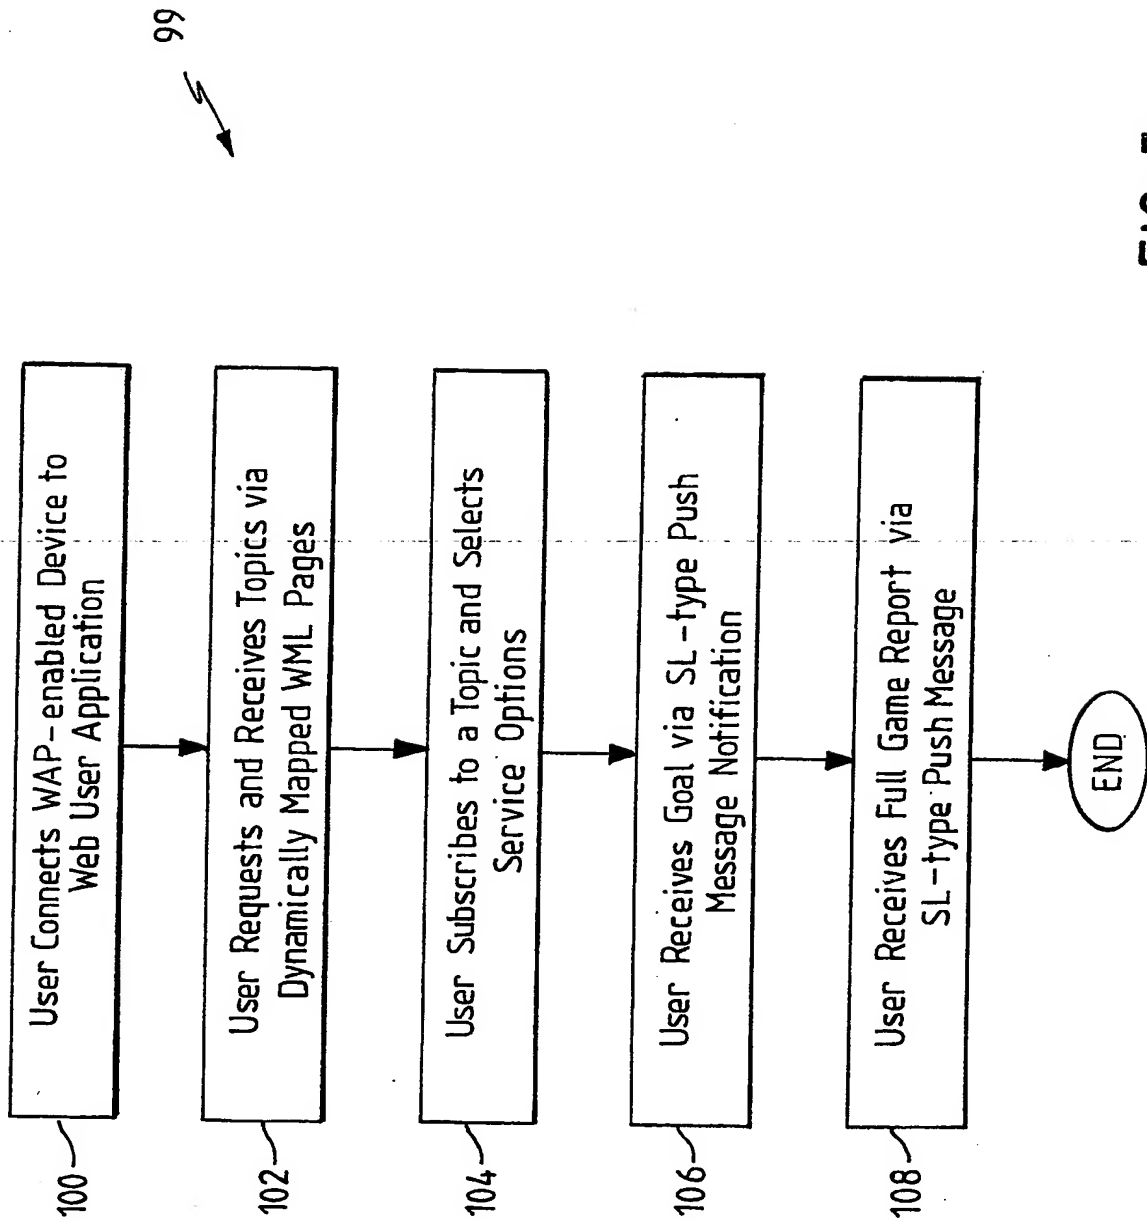 100
User Connects WAP-enabled Device to
Web User Application
102
User Requests and Receives Topics via
Dynamically Mapped WML Pages
99
104
User Subscribes to a Topic and Selects
Service Options
106
User Receives Goal via SL-type Push
Message Notification
108
User Receives Full Game Report via
SL-type Push Message
END
FIG.